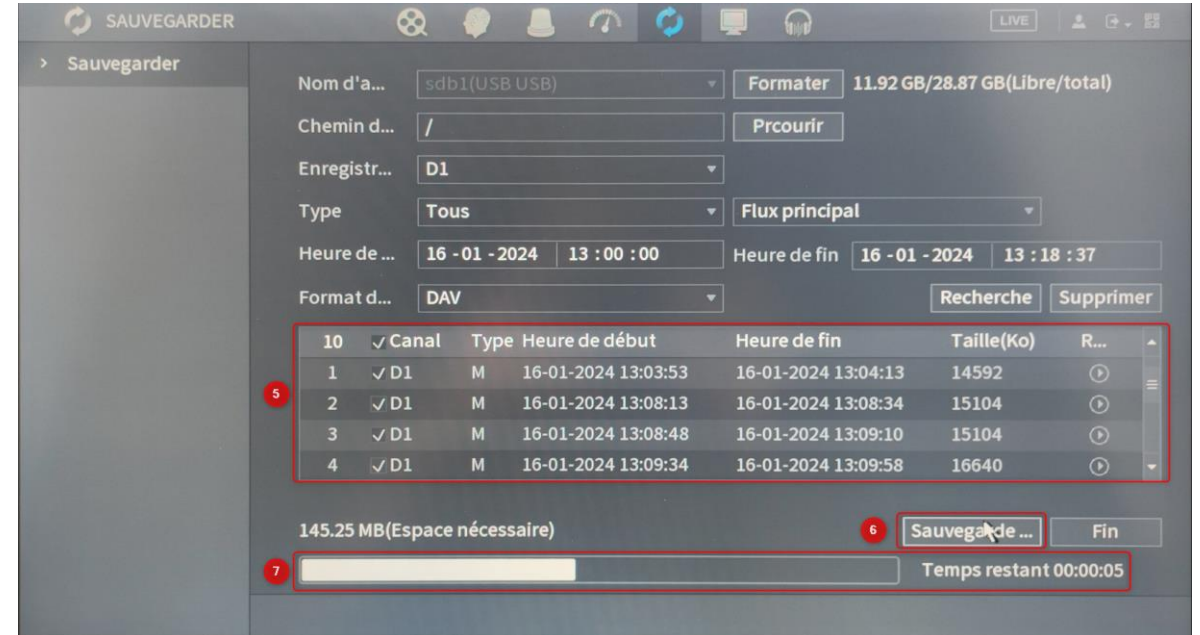 SAUVEGARDER LIVE
> Sauvegarder
Nom d'a... sdb1(USB USB) Formater 11.92 GB/28.87 GB(Libre/total)
Chemin d... / Prcourir
Enregistr... D1
Type Tous Flux principal
Heure de ... 16 -01 -2024 13 :00 :00 Heure de fin 16 -01 -2024 13 :18 :37
Format d... DAV Recherche Supprimer
10 Canal Type Heure de début Heure de fin Taille(Ko) R...
1 D1 M 16-01-2024 13:03:53 16-01-2024 13:04:13 14592
5
2 D1 M 16-01-2024 13:08:13 16-01-2024 13:08:34 15104
3 D1 M 16-01-2024 13:08:48 16-01-2024 13:09:10 15104
4 D1 M 16-01-2024 13:09:34 16-01-2024 13:09:58 16640
145.25 MB(Espace nécessaire) 6 Sauvegarde ... Fin
7 Temps restant 00:00:05